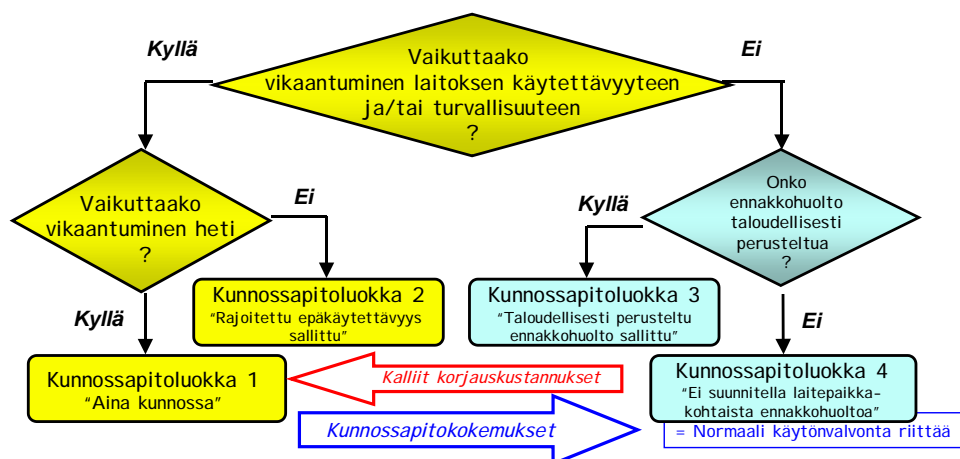 Kyllä
Vaikuttaako
vikaantuminen laitoksen käytettävyyteen
ja/tai turvallisuuteen
?
Ei
Vaikuttaako
vikaantuminen heti
?
Ei
Kyllä
Onko
ennakkohuolto
taloudellisesti
perusteltua
?
Kunnossapitoluokka 2
"Rajoitettu epäkäytettävyys
sallittu"
Kunnossapitoluokka 3
"Taloudellisesti perusteltu
ennakkohuolto sallittu"
Kyllä
Ei
Kunnossapitoluokka 1
"Aina kunnossa"
Kalliit korjauskustannukset
Kunnossapitoluokka 4
"Ei suunnitella laitepaikka-
kohtaista ennakkohuoltoa"
Kunnossapitokokemukset
= Normaali käytönvalvonta riittää